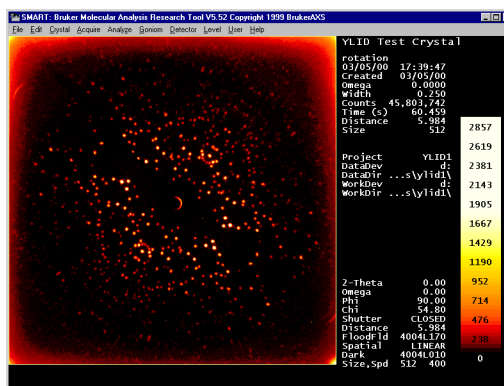 SMART: Bruker Molecular Analysis Research Tool V5.52 Copyright 1999 BrukerAXS
File Edit Crystal Acquire Analyze Goniom Detector Level User Help
YLID Test Crystal
rotation
03/05/00 17:39:47
Created 03/05/00
Omega 0.0000
Width 0.250
Counts 45,803,742
Time (s) 60.459
Distance 5.984
Size 512
Project YLID1
DataDev d:
DataDir ...s\ylid1\
WorkDev d:
WorkDir ...s\ylid1\
2-Theta 0.00
Omega 0.00
Phi 90.00
Chi 54.80
Shutter CLOSED
Distance 5.984
FloodFld 4004L170
Spatial LINEAR
Dark 4004L010
Size,Spd 512 400
2857
2619
2381
2143
1905
1667
1429
1190
952
714
476
238
0